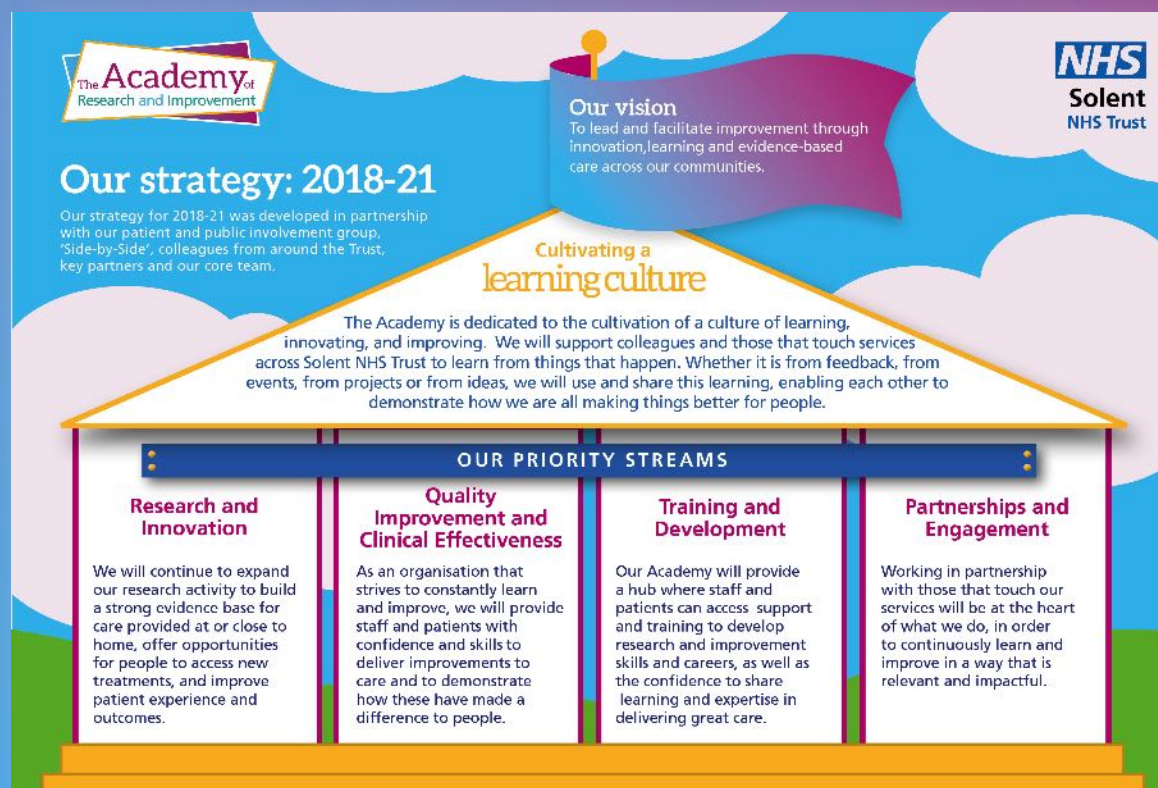 The Academy of
Research and Improvement
NHS
Solent
NHS Trust
Our vision
To lead and facilitate improvement through
innovation,learning and evidence-based
care across our communities.
Our strategy: 2018-21
Our strategy for 2018-21 was developed in partnership
with our patient and public involvement group,
'Side-by-Side', colleagues from around the Trust,
key partners and our core team.
Cultivating a
learning culture
The Academy is dedicated to the cultivation of a culture of learning,
innovating, and improving. We will support colleagues and those that touch services
across Solent NHS Trust to learn from things that happen. Whether it is from feedback, from
events, from projects or from ideas, we will use and share this learning, enabling each other to
demonstrate how we are all making things better for people.
OUR PRIORITY STREAMS
Research and
Innovation
We will continue to expand
our research activity to build
a strong evidence base for
care provided at or close to
home, offer opportunities
for people to access new
treatments, and improve
patient experience and
outcomes.
Quality
Improvement and
Clinical Effectiveness
As an organisation that
strives to constantly learn
and improve, we will provide
staff and patients with
confidence and skills to
deliver improvements to
care and to demonstrate
how these have made a
difference to people.
Training and
Development
Our Academy will provide
a hub where staff and
patients can access support
and training to develop
research and improvement
skills and careers, as well as
the confidence to share
learning and expertise in
delivering great care.
Partnerships and
Engagement
Working in partnership
with those that touch our
services will be at the heart
of what we do, in order
to continuously learn and
improve in a way that is
relevant and impactful.